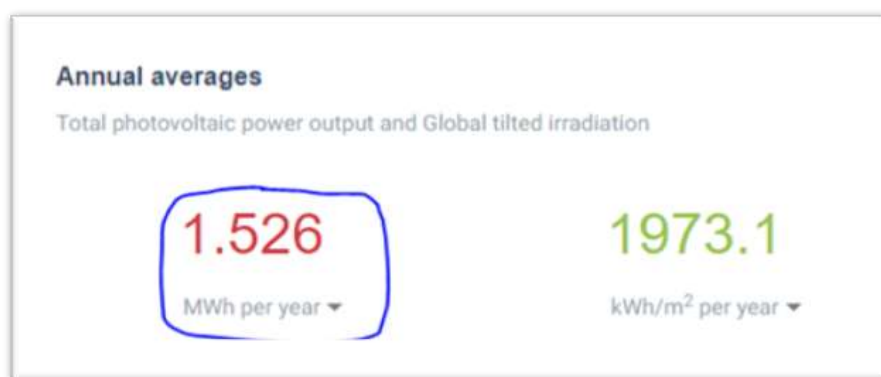 Annual averages
Total photovoltaic power output and Global tilted irradiation
1.526 1973.1
MWh per year kWh/m² per year